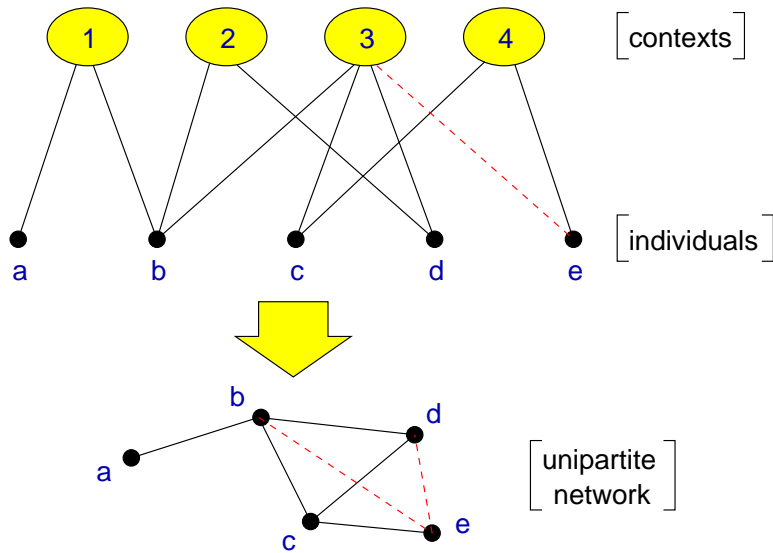 1 2 3 4 [contexts]
a b c d e [individuals]
b d
a
c e
[unipartite
network]